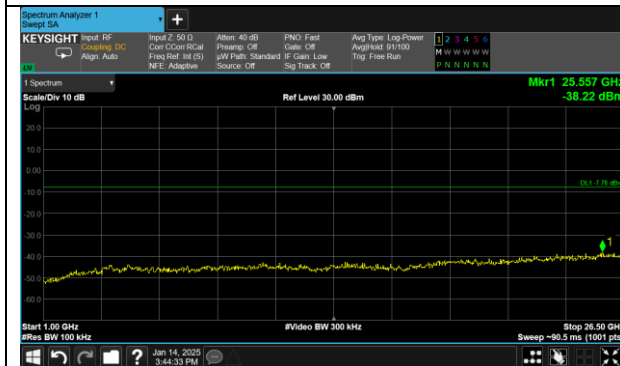 Spectrum Analyzer 1
Swept SA
+
KEYSIGHT
Input: RF
Coupling: DC
Align: Auto
Input Z: 50 Ω
Corr CCorr RCal
Freq Ref: Int (S)
NFE: Adaptive
Atten: 40 dB
Preamp: Off
µW Path: Standard
Source: Off
PNO: Fast
Gate: Off
IF Gain: Low
Sig Track: Off
Avg Type: Log-Power
Avg|Hold: 91/100
Trig: Free Run
1 2 3 4 5 6
M W W W W W
P N N N N N
1 Spectrum
Scale/Div 10 dB
Log
Ref Level 30.00 dBm
Mkr1 25.557 GHz
-38.22 dBm
20.0
10.0
0.00
-10.0
-20.0
-30.0
-40.0
-50.0
-60.0
1
Start 1.00 GHz
#Res BW 100 kHz
#Video BW 300 kHz
Stop 26.50 GH
Sweep ~90.5 ms (1001 pts
?
Jan 14, 2025
3:44:33 PM